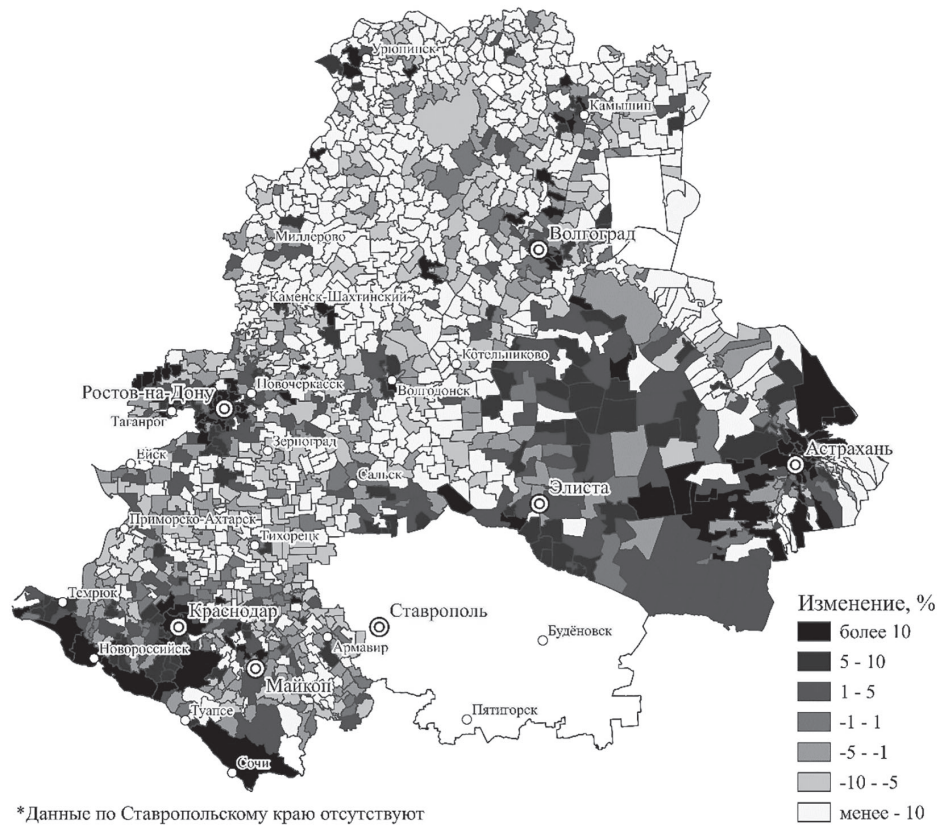 Урюпинск
Камышин
Волгоград
Миллерово
Каменск-Шахтинский
Котельниково
Ростов-на-Дону
Новочеркасск
Волгодонск
Таганрог
Зерноград
Астрахань
Ейск
Сальск
Элиста
Приморско-Ахтарск
Тихорецк
Темрюк
Краснодар
Ставрополь
Новороссийск
Армавир
Будённовск
Майкоп
Туапсе
Пятигорск
Сочи
Изменение, %
более 10
5 - 10
1 - 5
-1 - 1
-5 - -1
-10 - -5
менее - 10
*Данные по Ставропольскому краю отсутствуют